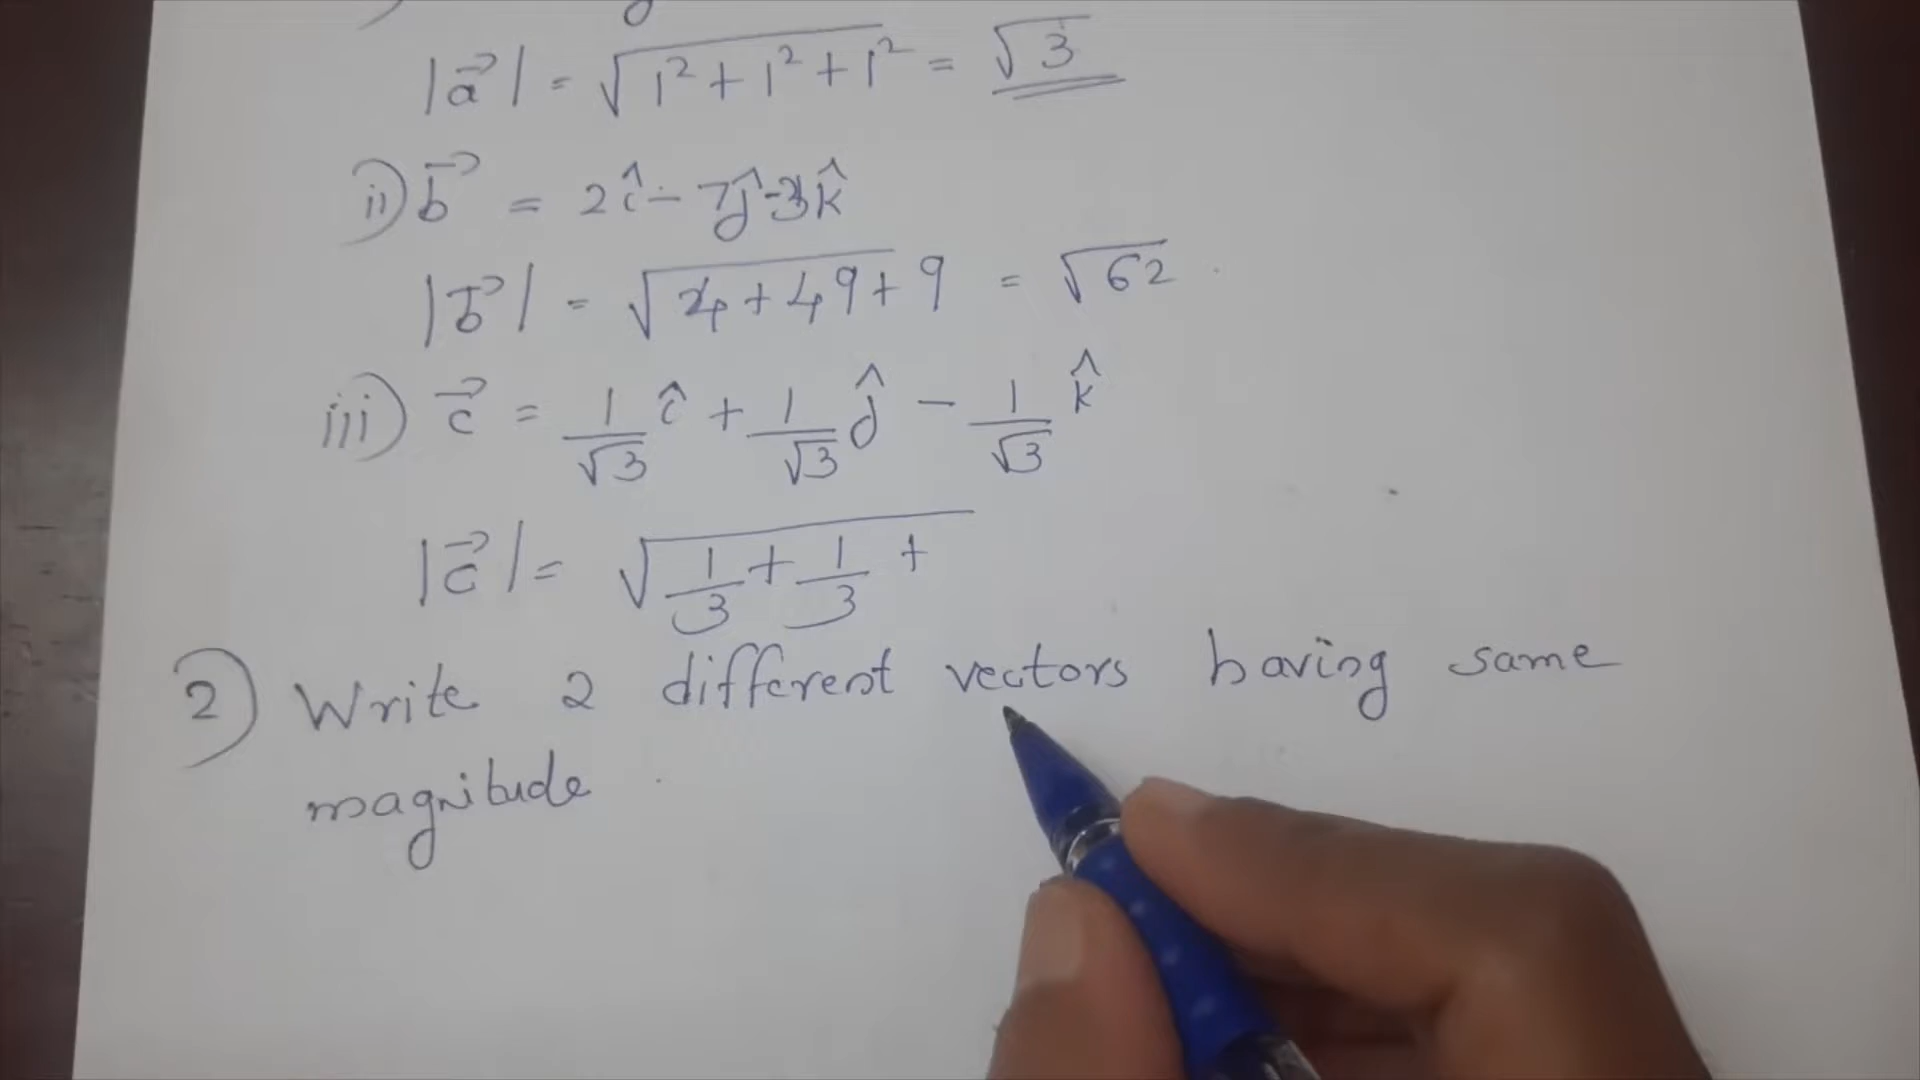 |a⃗| = √(1² + 1² + 1²) = √3
ii) b⃗ = 2î - 7ĵ - 3k̂
|b⃗| = √(4 + 49 + 9) = √62
iii) c⃗ = 1/√3 î + 1/√3 ĵ - 1/√3 k̂
|c⃗| = √(1/3 + 1/3 +
2) Write 2 different vectors having same
magnitude